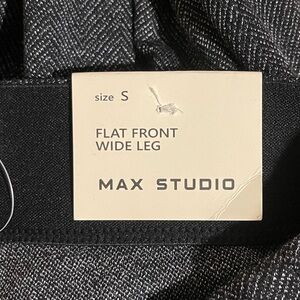 size S
FLAT FRONT
WIDE LEG
MAX STUDIO